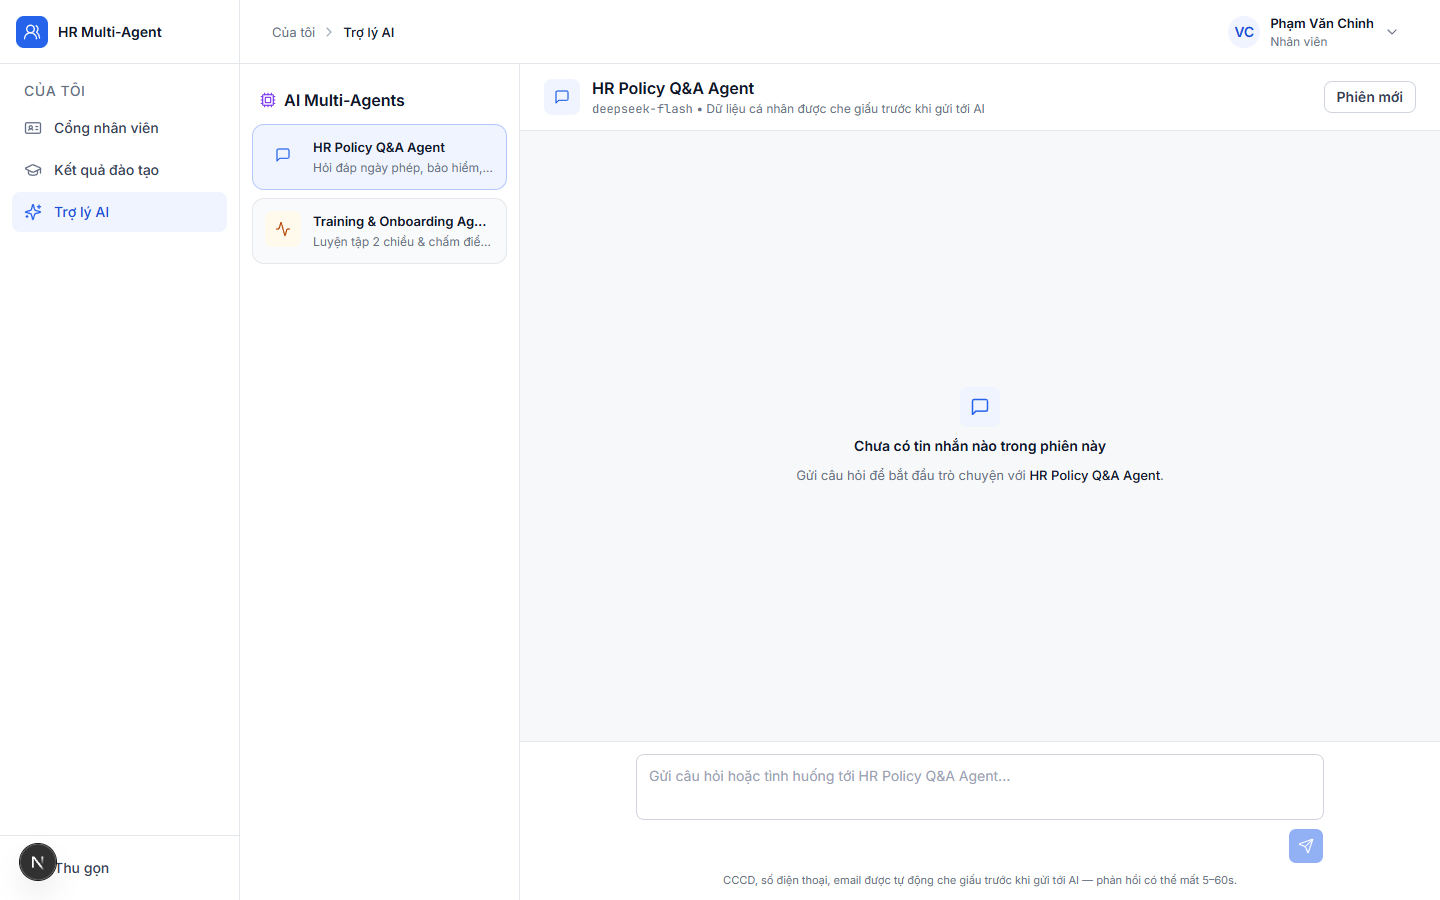 HR Multi-Agent
Của tôi > Trợ lý AI
VC
Phạm Văn Chinh
Nhân viên
CỦA TÔI
Cổng nhân viên
Kết quả đào tạo
Trợ lý AI
N
Thu gọn
AI Multi-Agents
HR Policy Q&A Agent
Hỏi đáp ngày phép, bảo hiểm,...
Training & Onboarding Ag...
Luyện tập 2 chiều & chấm điể...
HR Policy Q&A Agent
deepseek-flash • Dữ liệu cá nhân được che giấu trước khi gửi tới AI
Phiên mới
Chưa có tin nhắn nào trong phiên này
Gửi câu hỏi để bắt đầu trò chuyện với HR Policy Q&A Agent.
Gửi câu hỏi hoặc tình huống tới HR Policy Q&A Agent...
CCCD, số điện thoại, email được tự động che giấu trước khi gửi tới AI — phản hồi có thể mất 5–60s.